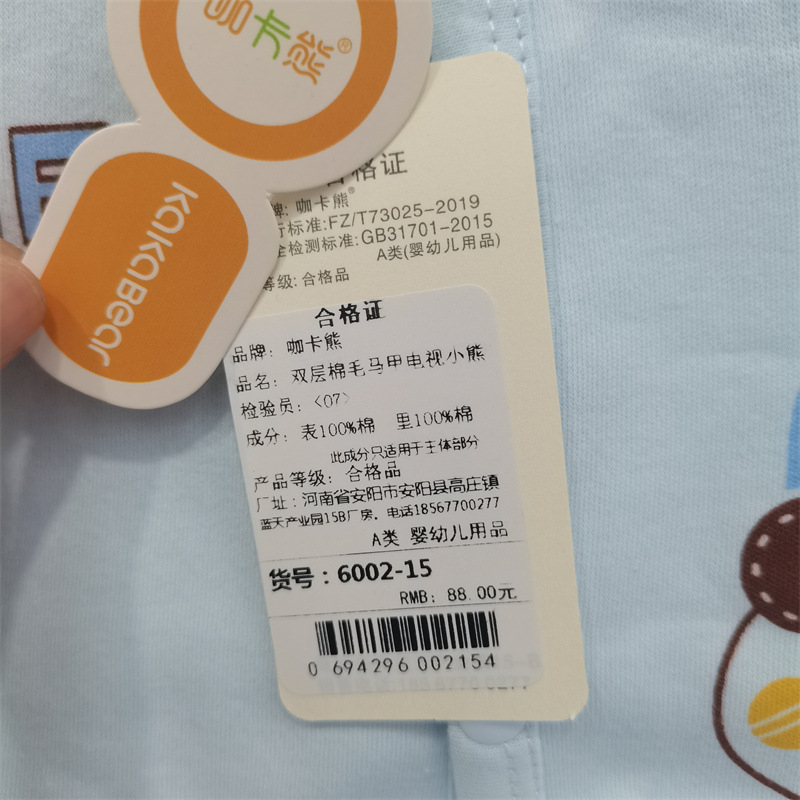 咖卡熊®
KaKaBear
合格证
牌: 咖卡熊®
行标准:FZ/T73025-2019
全检测标准:GB31701-2015
A类(婴幼儿用品)
等级: 合格品
合格证
品牌: 咖卡熊
品名: 双层棉毛马甲电视小熊
检验员: <07>
成分: 表100%棉 里100%棉
此成分只适用于主体部分
产品等级: 合格品
厂址: 河南省安阳市安阳县高庄镇
蓝天产业园15B厂房, 电话18567700277
A类 婴幼儿用品
货号：6002-15
RMB: 88.00元
0 694296 002154